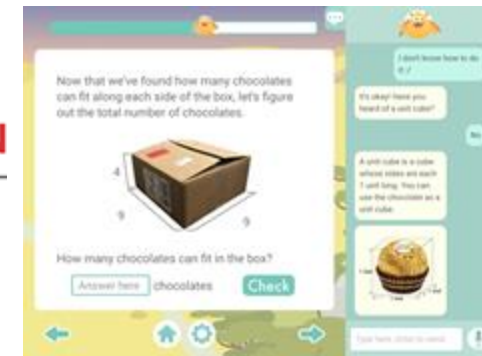 Now that we've found how many chocolates
can fit along each side of the box, let's figure
out the total number of chocolates.
4
9
9
How many chocolates can fit in the box?
Answer here
chocolates
Check
I don't know how to do
it :/
It's okay! Have you
heard of a unit cube?
No
A unit cube is a cube
whose sides are each
1 unit long. You can
use the chocolate as a
unit cube.
Type here